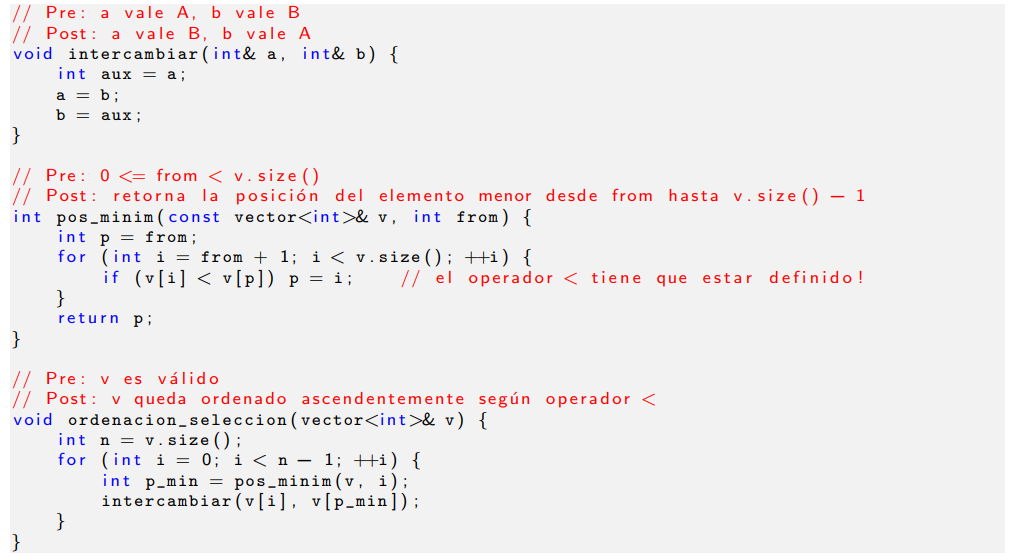 // Pre: a vale A, b vale B
// Post: a vale B, b vale A
void intercambiar(int& a, int& b) {
    int aux = a;
    a = b;
    b = aux;
}

// Pre: 0 <= from < v.size()
// Post: retorna la posición del elemento menor desde from hasta v.size() − 1
int pos_minim(const vector<int>& v, int from) {
    int p = from;
    for (int i = from + 1; i < v.size(); ++i) {
        if (v[i] < v[p]) p = i;    // el operador < tiene que estar definido!
    }
    return p;
}

// Pre: v es válido
// Post: v queda ordenado ascendentemente según operador <
void ordenacion_seleccion(vector<int>& v) {
    int n = v.size();
    for (int i = 0; i < n − 1; ++i) {
        int p_min = pos_minim(v, i);
        intercambiar(v[i], v[p_min]);
    }
}